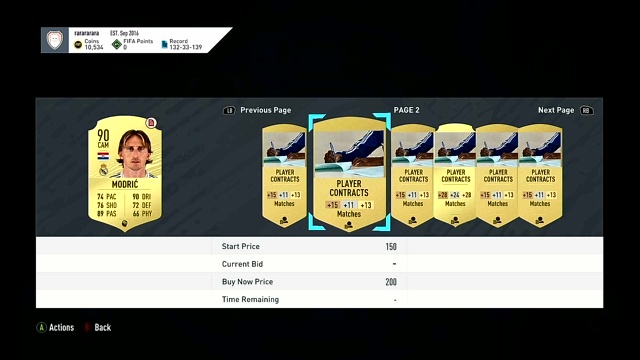 rarararara EST. Sep 2016
Coins 10,534
FIFA Points 0
Record 132-33-139
LB Previous Page
PAGE 2
Next Page RB
90
CAM
MODRIĆ
74 PAC 90 DRI
76 SHO 72 DEF
89 PAS 66 PHY
PLAYER CONTRACTS
+15 +11 +13
Matches
PLAYER CONTRACTS
+15 +11 +13
Matches
PLAYER CONTRACTS
+15 +11 +13
Matches
PLAYER CONTRACTS
+28 +24 +28
Matches
PLAYER CONTRACTS
+15 +11 +13
Matches
PLAYER CONTRACTS
+15 +11 +13
Matches
Start Price 150
Current Bid -
Buy Now Price 200
Time Remaining -
A Actions B Back